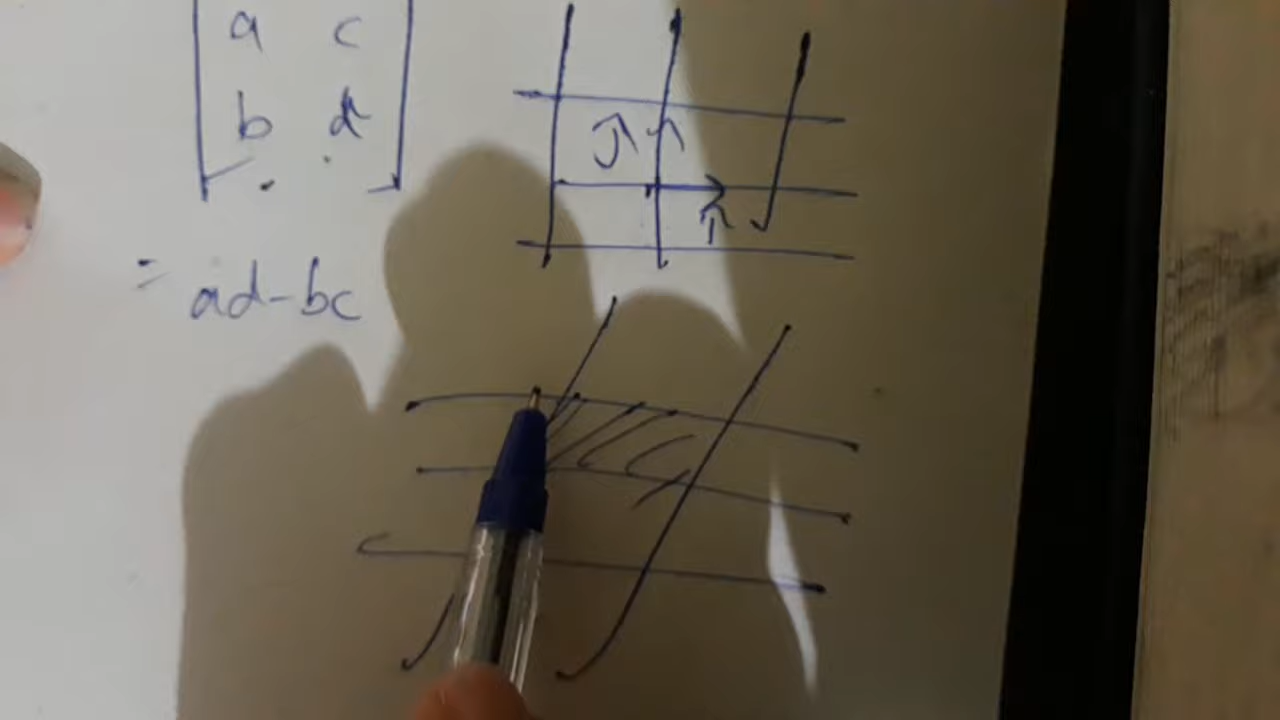 a c
b d
= ad-bc
ĵ
î